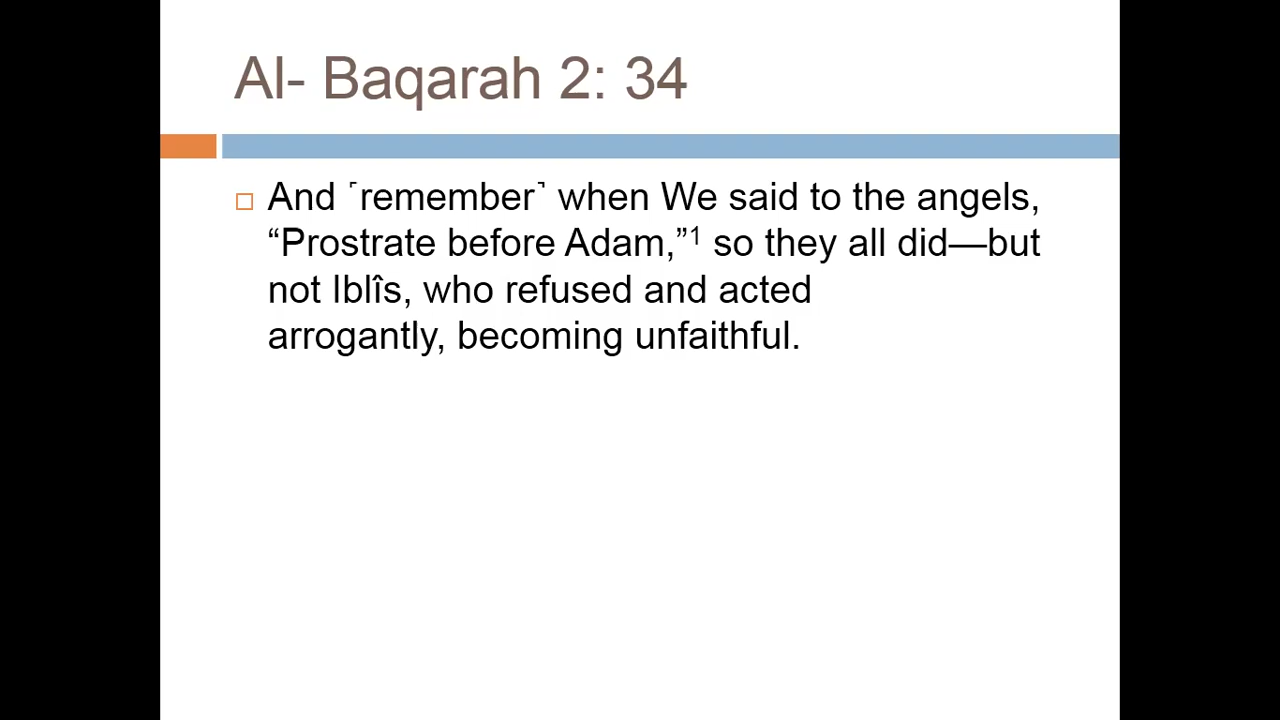 Al- Baqarah 2: 34
And ˹remember˺ when We said to the angels,
“Prostrate before Adam,”¹ so they all did—but
not Iblîs, who refused and acted
arrogantly, becoming unfaithful.